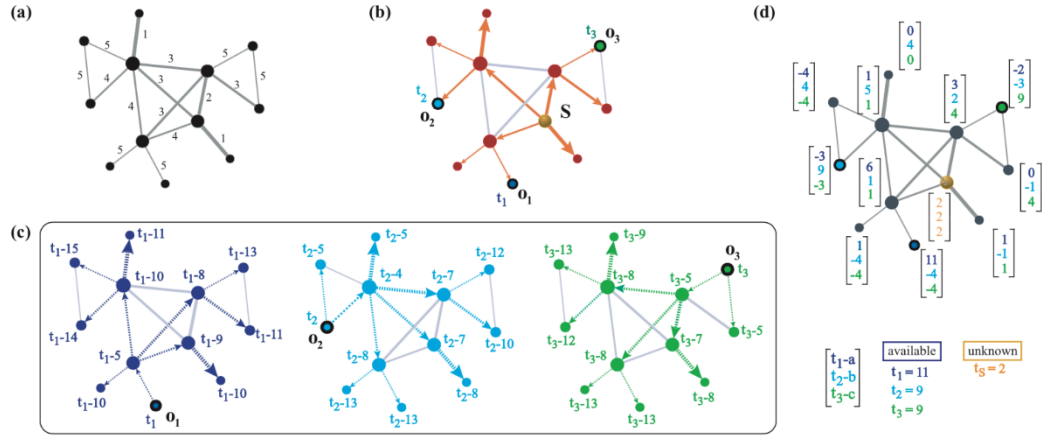 (a)
1
5
5
4
3
3
3
3
5
5
2
4
4
1
5
5
(b)
t3
O3
t2
O2
S
t1
O1
(c)
t1-11
t1-15
t1-13
t1-10
t1-8
t1-14
t1-11
t1-9
t1-5
t1-10
t1-10
O1
t2-5
t2-5
t2-12
t2-4
t2-7
t2
O2
t2-10
t2-7
t2-8
t2-8
t2-13
t2-13
t3-9
O3
t3-13
t3
t3-8
t3-5
t3-12
t3-5
t3-7
t3-8
t3-8
t3-13
t3-13
(d)
0
4
0
-4
4
-4
1
5
1
3
2
4
-2
-3
9
-3
9
-3
6
1
1
0
-1
4
2
2
2
1
-4
-4
11
-4
-4
1
-1
1
t1-a
t2-b
t3-c
available
t1 = 11
t2 = 9
t3 = 9
unknown
tS = 2